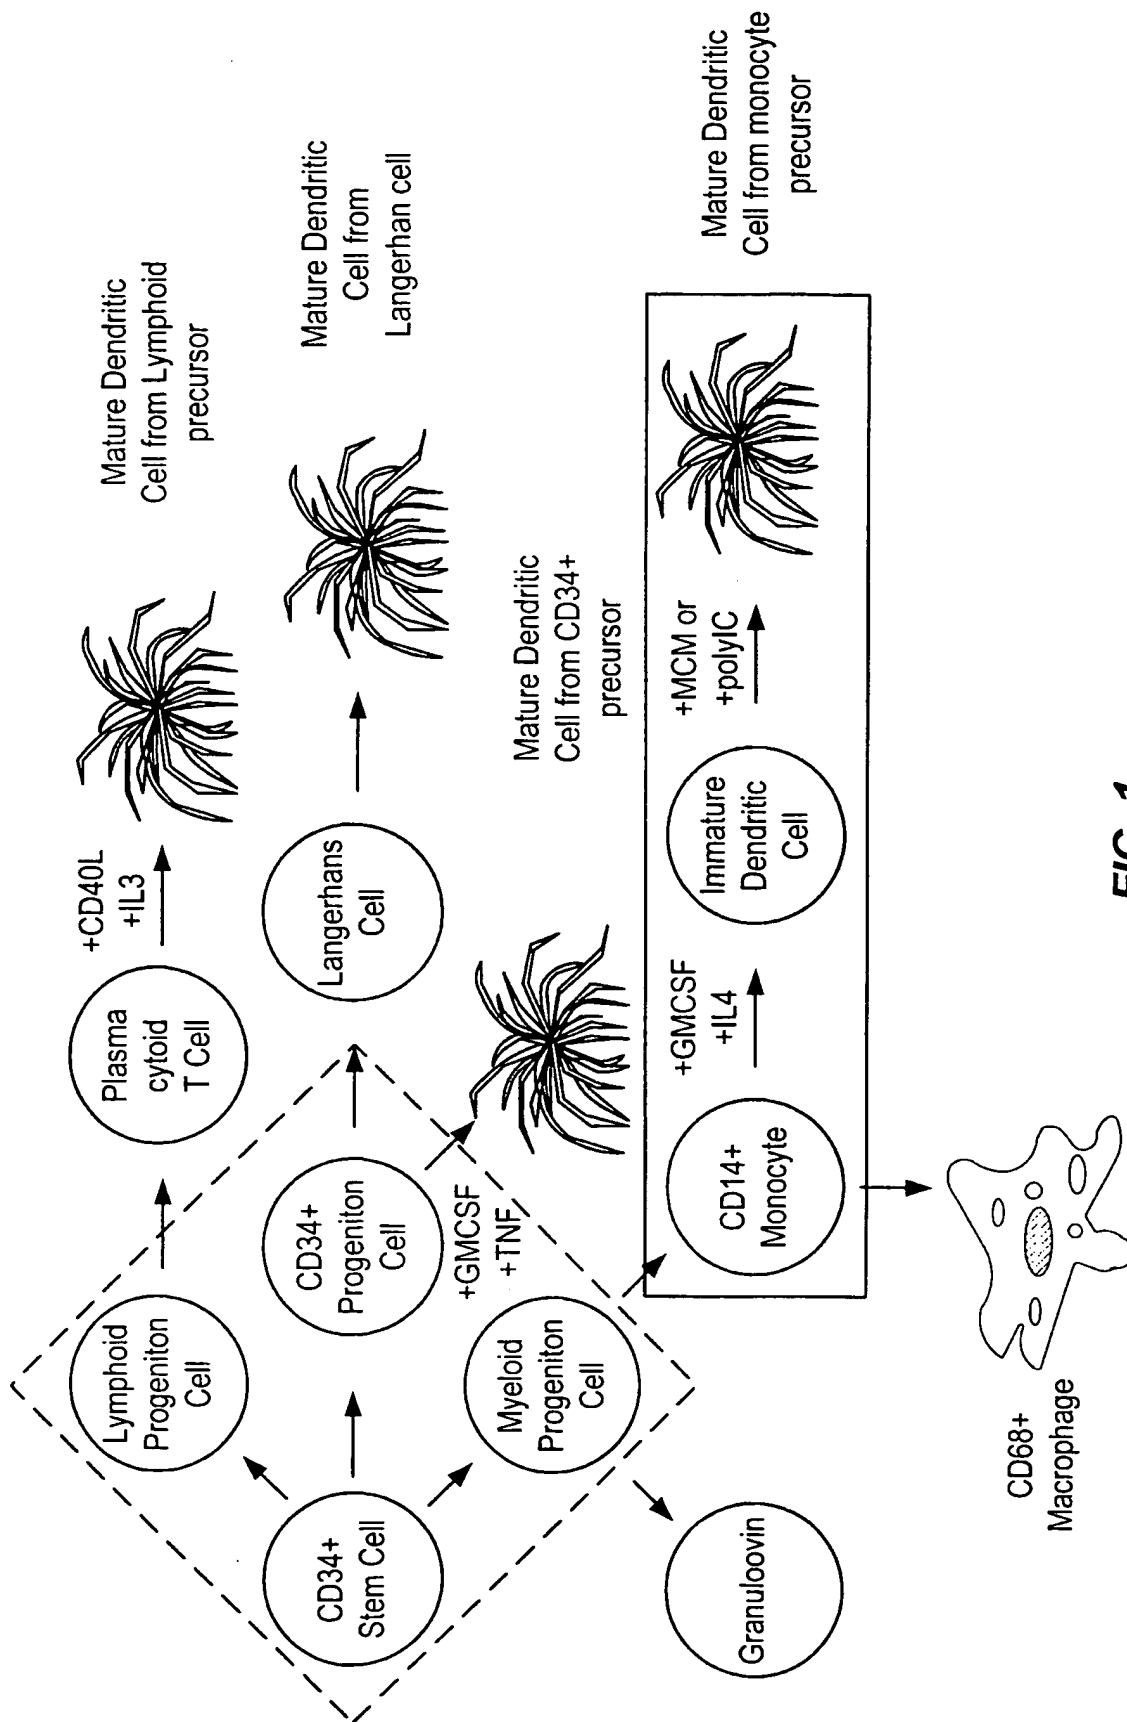 Mature Dendritic
Cell from Lymphoid
precursor
+CD40L
+IL3
Plasma
cytoid
T Cell
Lymphoid
Progeniton
Cell
Mature Dendritic
Cell from
Langerhan cell
Langerhans
Cell
CD34+
Progeniton
Cell
CD34+
Stem Cell
+GMCSF
+TNF
Mature Dendritic
Cell from CD34+
precursor
Myeloid
Progeniton
Cell
Granuloovin
CD14+
Monocyte
+GMCSF
+IL4
Immature
Dendritic
Cell
+MCM or
+polyIC
Mature Dendritic
Cell from monocyte
precursor
CD68+
Macrophage
FIG. 1